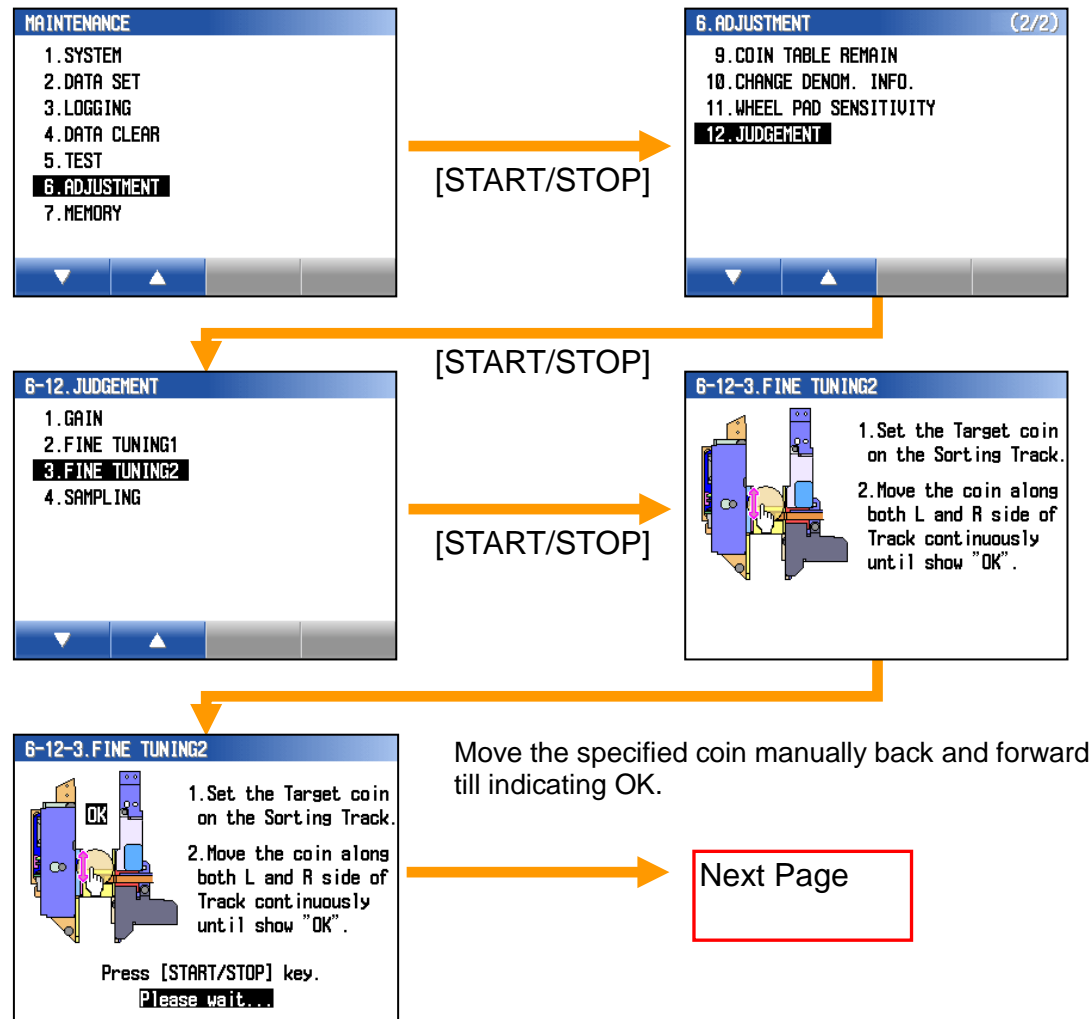 MAINTENANCE
1.SYSTEM
2.DATA SET
3.LOGGING
4.DATA CLEAR
5.TEST
6.ADJUSTMENT
7.MEMORY
[START/STOP]
6.ADJUSTMENT (2/2)
9.COIN TABLE REMAIN
10.CHANGE DENOM. INFO.
11.WHEEL PAD SENSITIVITY
12.JUDGEMENT
[START/STOP]
6-12.JUDGEMENT
1.GAIN
2.FINE TUNING1
3.FINE TUNING2
4.SAMPLING
[START/STOP]
6-12-3.FINE TUNING2
1.Set the Target coin
on the Sorting Track.
2.Move the coin along
both L and R side of
Track continuously
until show "OK".
6-12-3.FINE TUNING2
OK
1.Set the Target coin
on the Sorting Track.
2.Move the coin along
both L and R side of
Track continuously
until show "OK".
Press [START/STOP] key.
Please wait...
Move the specified coin manually back and forward
till indicating OK.
Next Page